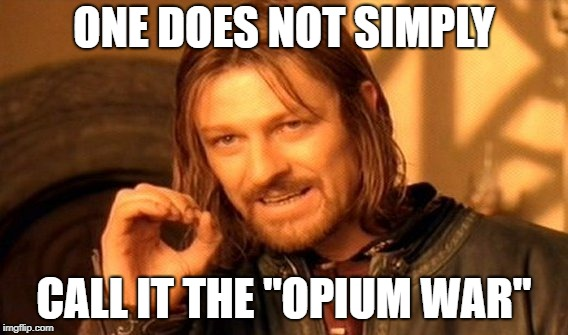 ONE DOES NOT SIMPLY
CALL IT THE "OPIUM WAR"
imgflip.com